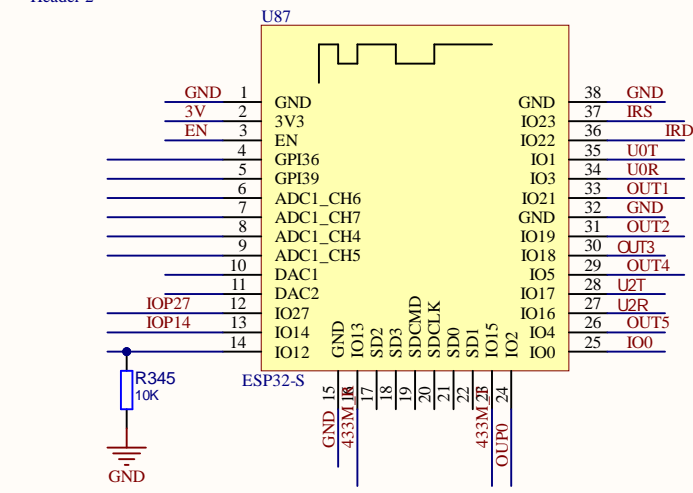 Header 2
U87
GND 1 GND
3V 2 3V3
EN 3 EN
4 GPI36
5 GPI39
6 ADC1_CH6
7 ADC1_CH7
8 ADC1_CH4
9 ADC1_CH5
10 DAC1
11 DAC2
IOP27 12 IO27
IOP14 13 IO14
14 IO12
GND 38 GND
IO23 37 IRS
IO22 36 IRD
IO1 35 U0T
IO3 34 U0R
IO21 33 OUT1
GND 32 GND
IO19 31 OUT2
IO18 30 OUT3
IO5 29 OUT4
IO17 28 U2T
IO16 27 U2R
IO4 26 OUT5
IO0 25 IO0
GND 15 GND
IO13 16
SD2 17
SD3 18
SDCMD 19
SDCLK 20
SD0 21
SD1 22
IO15 23
IO2 24 OUP0
ESP32-S
R345
10K
GND